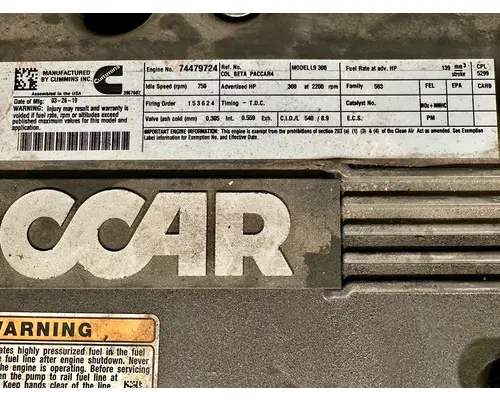 MANUFACTURED
BY CUMMINS INC.
Assembled in the USA
3967602
Date of Mfg: 03-26-19
WARNING: Injury may result and warranty is
voided if fuel rate, rpm or altitudes exceed
published maximum values for this model and
application.
Engine No. 74479724
Ref.No.
COL BETA PACCAR4
MODEL L9 300
Fuel Rate at adv. HP 139 mm³
stroke
CPL
5299
Idle Speed (rpm) 750
Advertised HP 300 at 2200 rpm
Family 583
FEL EPA CARB
Firing Order 153624
Timing - T.D.C.
Catalyst No.
NOx+NMHC
Valve lash cold (mm) 0.305 Int. 0.559 Exh.
C.I.D./L 540 / 8.9
E.C.S.
PM
IMPORTANT ENGINE INFORMATION: This engine is exempt from the prohibitions of section 203 (a) (1) (3) & (4) of the Clean Air Act as amended. See Exemption
Label Information for Exemption No. and Effective Date.
CCAR
WARNING
ates highly pressurized fuel in the fuel
e fuel line after engine shutdown. Never
the engine is operating. Before servicing
en the pump to rail fuel line at
Keep hands clear of the line